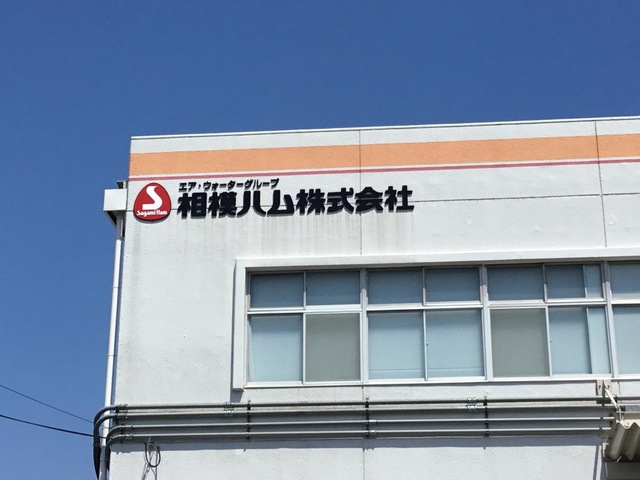 エア・ウォーターグループ
相模ハム株式会社
S
Sagami Ham